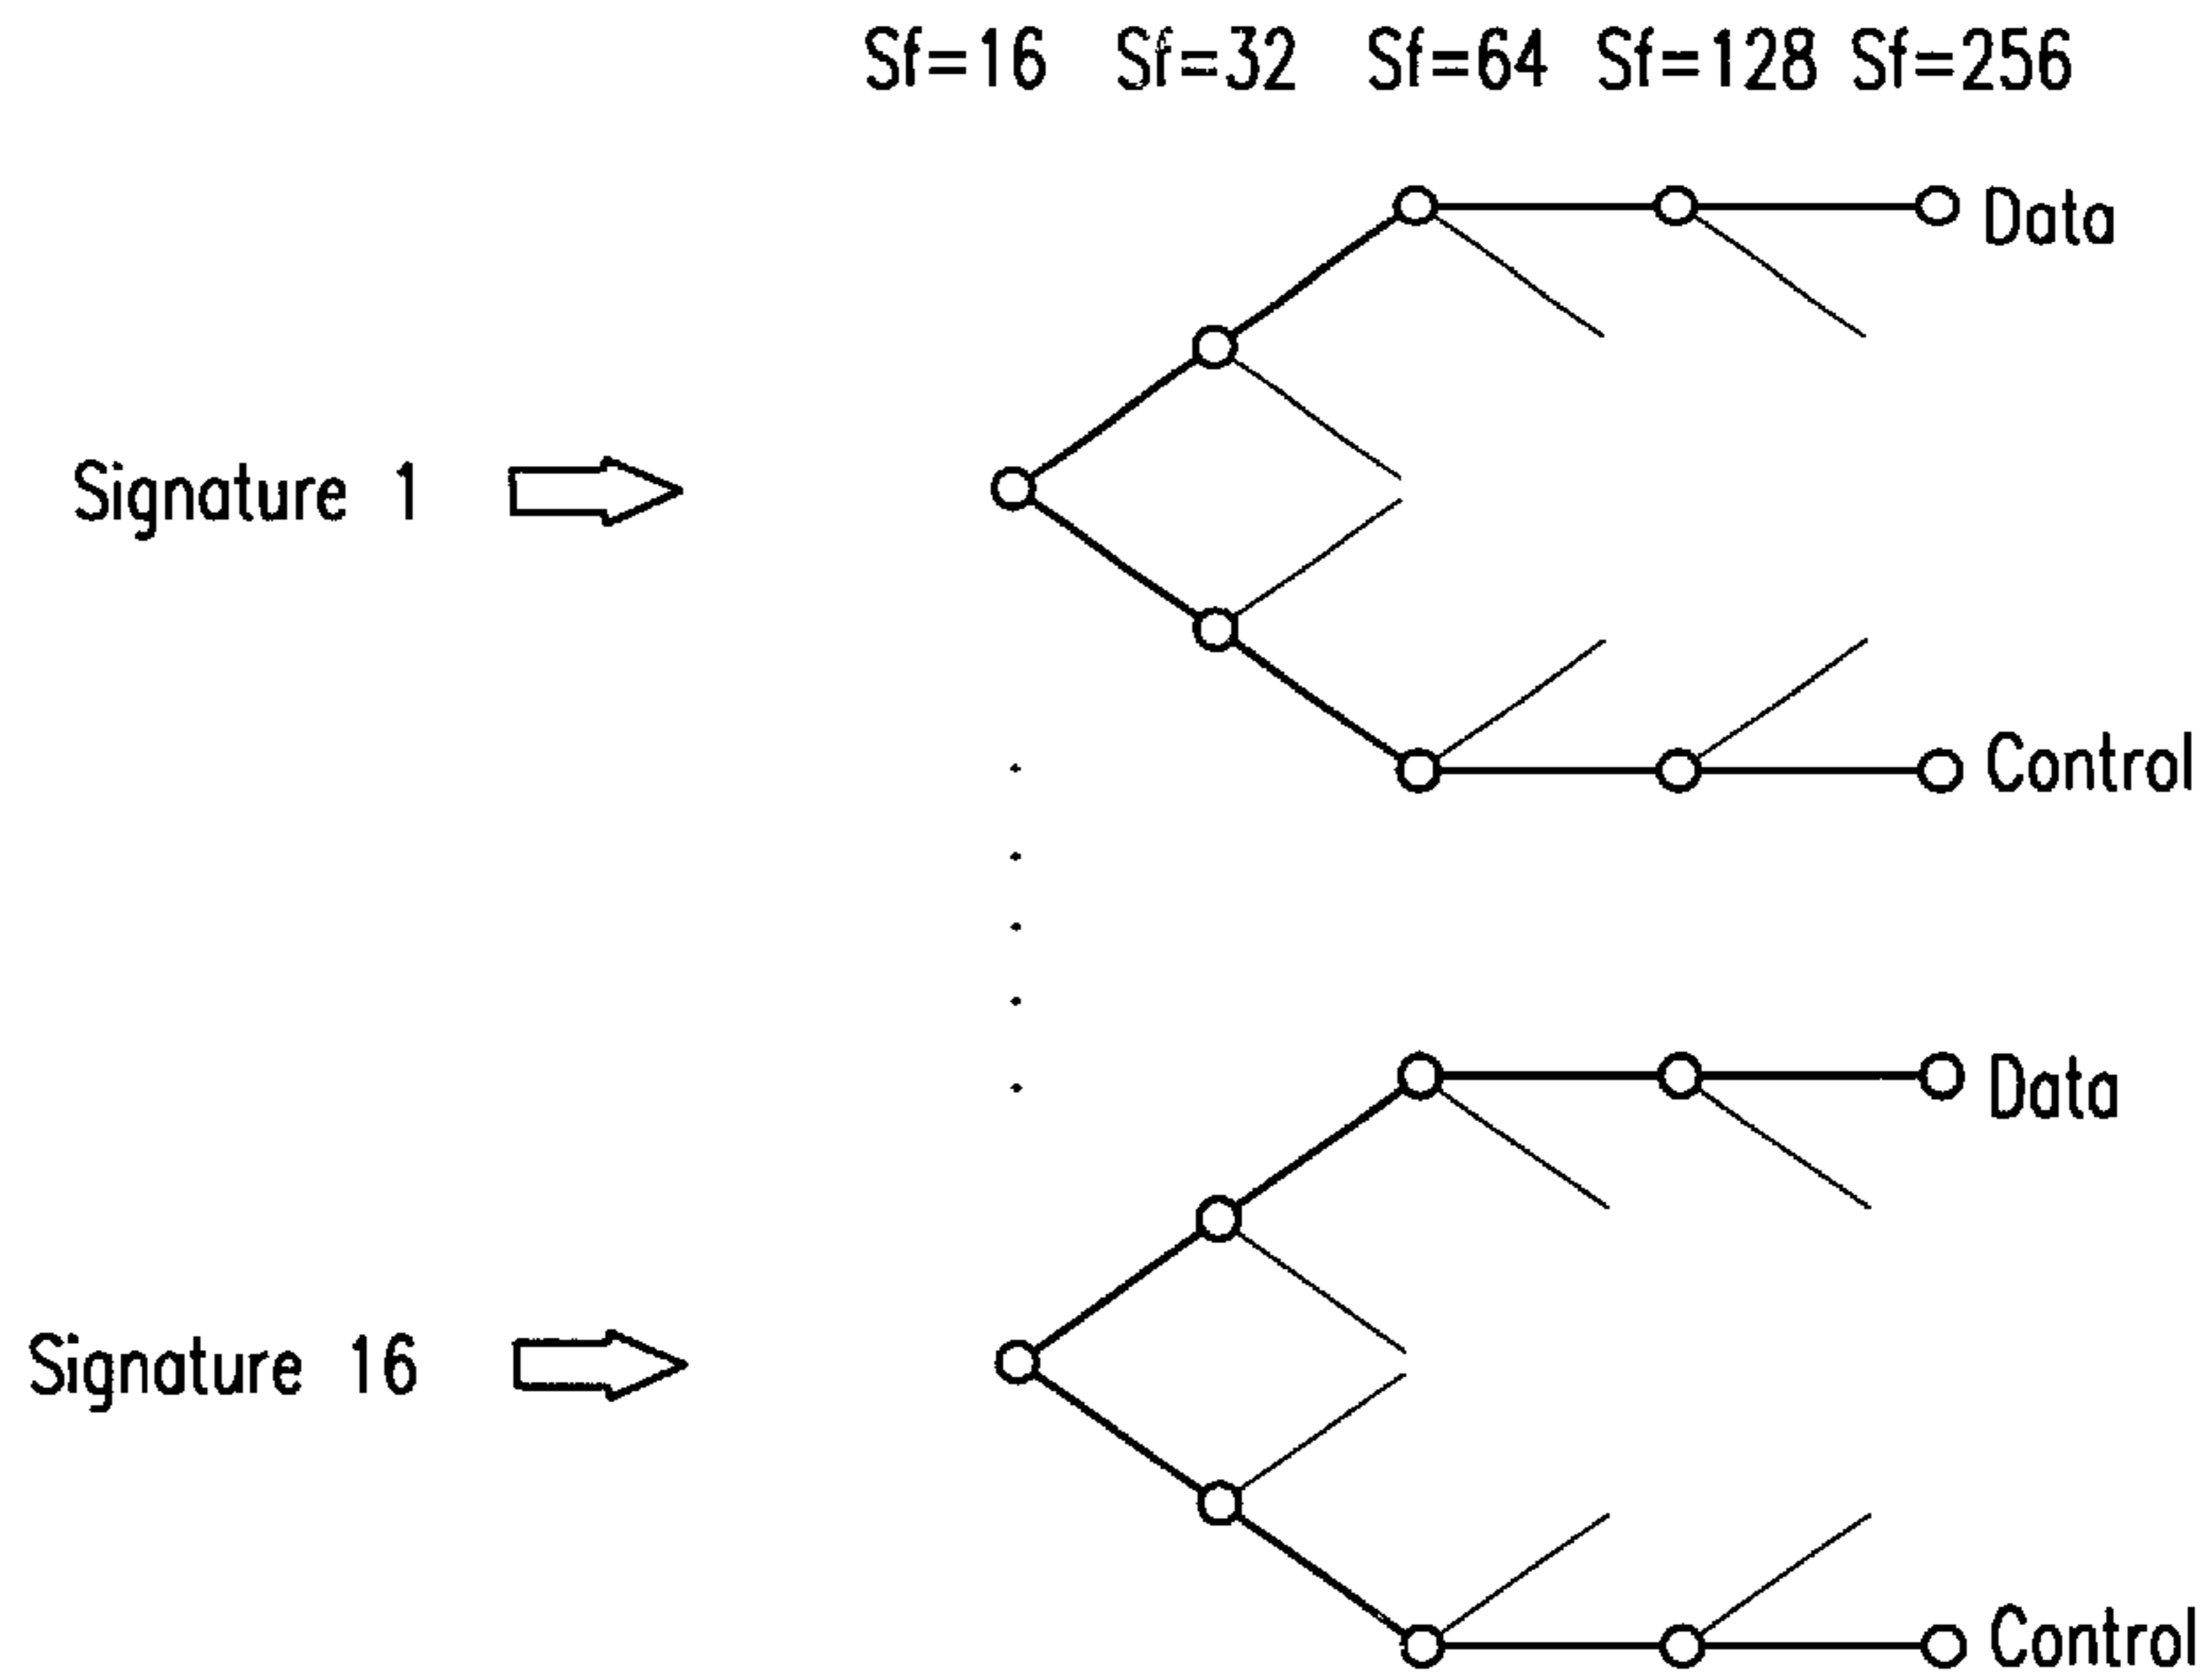 Sf=16 Sf=32 Sf=64 Sf=128 Sf=256
Data
Signature 1
Control
Data
Signature 16
Control